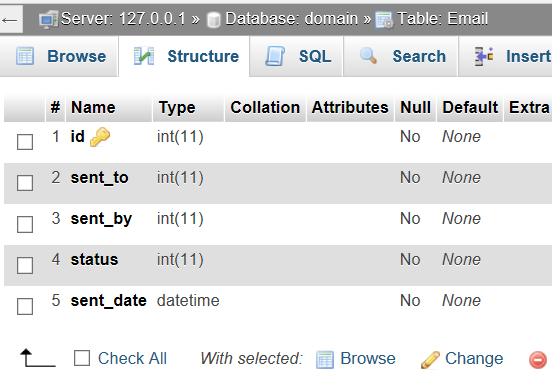 Server: 127.0.0.1 » Database: domain » Table: Email
Browse Structure SQL Search Insert
# Name Type Collation Attributes Null Default Extra
1 id int(11) No None
2 sent_to int(11) No None
3 sent_by int(11) No None
4 status int(11) No None
5 sent_date datetime No None
Check All With selected: Browse Change